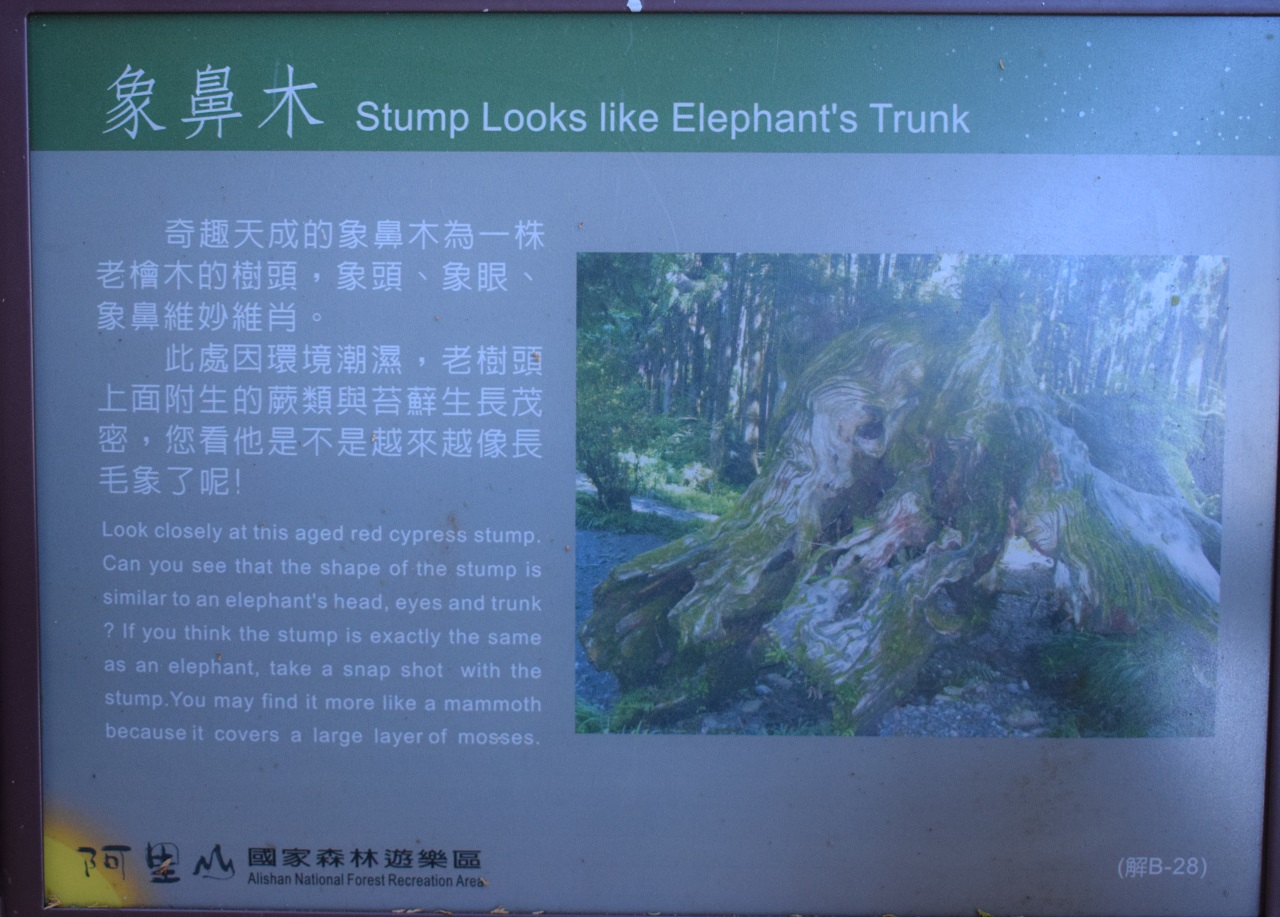 象鼻木 Stump Looks like Elephant's Trunk
奇趣天成的象鼻木為一株
老檜木的樹頭，象頭、象眼、
象鼻維妙維肖。
此處因環境潮濕，老樹頭
上面附生的蕨類與苔蘚生長茂
密，您看他是不是越來越像長
毛象了呢!
Look closely at this aged red cypress stump.
Can you see that the shape of the stump is
similar to an elephant's head, eyes and trunk
? If you think the stump is exactly the same
as an elephant, take a snap shot with the
stump.You may find it more like a mammoth
because it covers a large layer of mosses.
阿里山 國家森林遊樂區
Alishan National Forest Recreation Area
(解B-28)